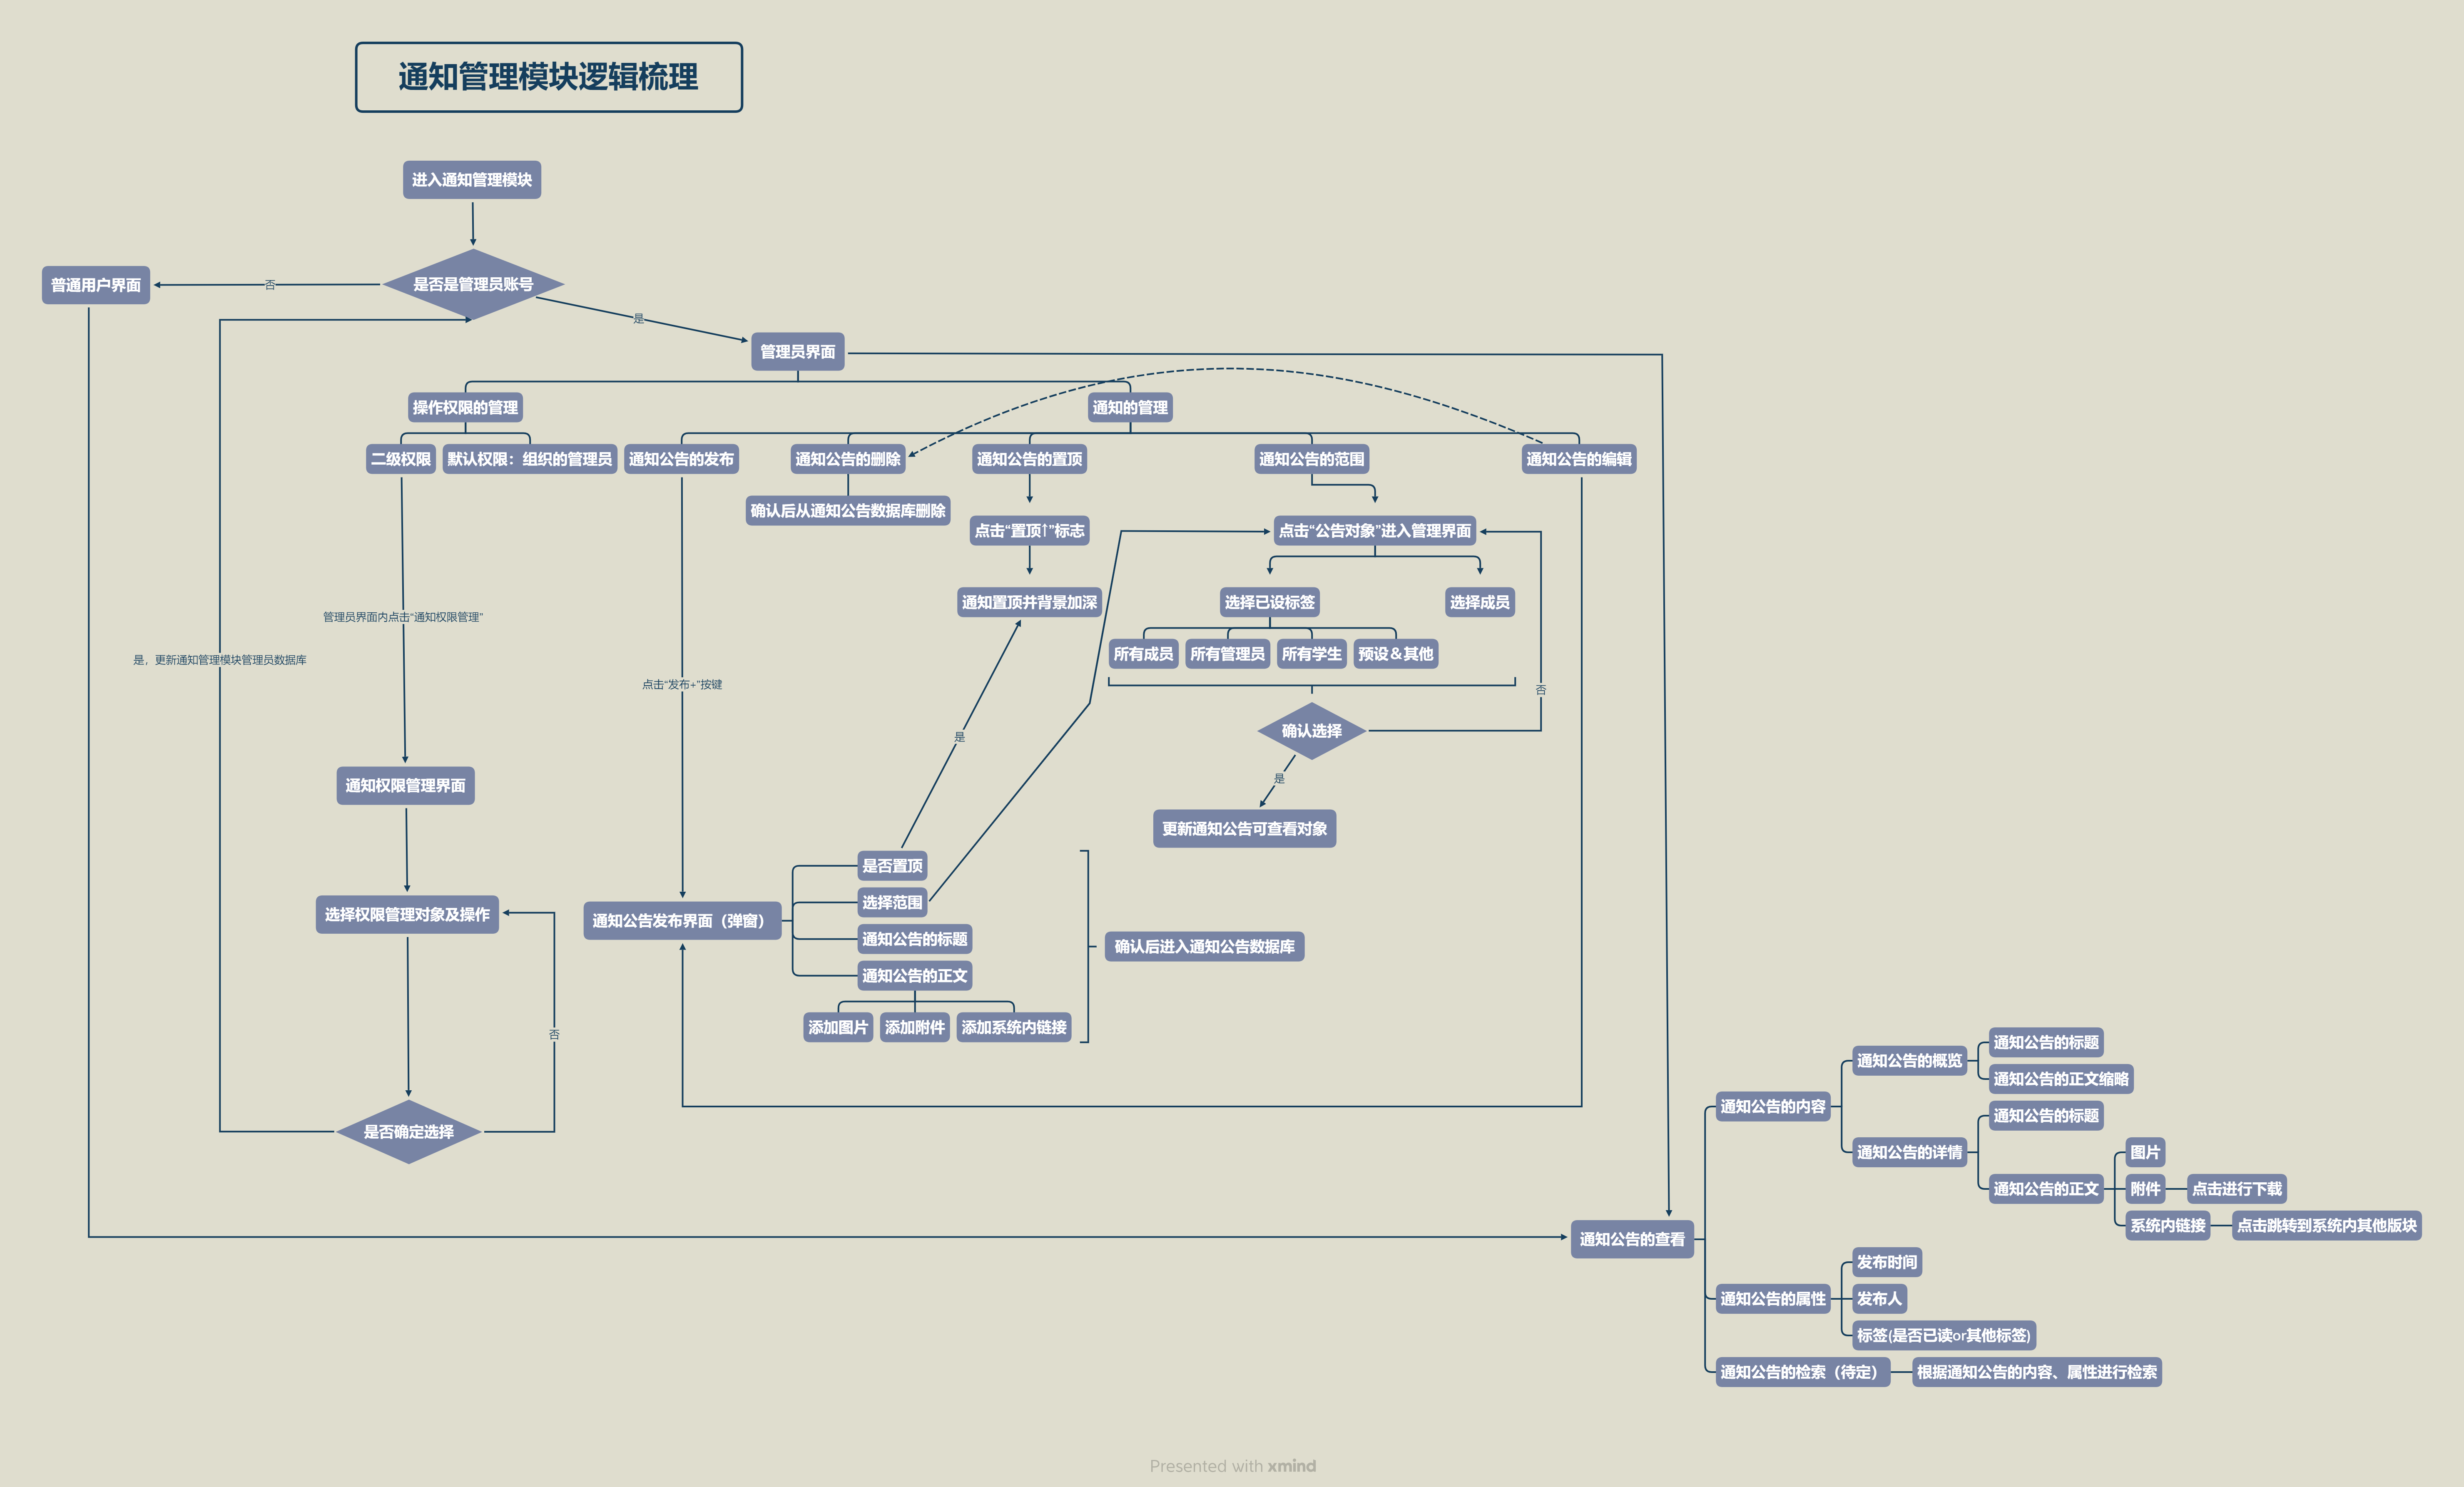 通知管理模块逻辑梳理
进入通知管理模块
是否是管理员账号
否
普通用户界面
是
管理员界面
操作权限的管理
通知的管理
二级权限
默认权限：组织的管理员
通知公告的发布
通知公告的删除
通知公告的置顶
通知公告的范围
通知公告的编辑
确认后从通知公告数据库删除
点击“置顶↑”标志
点击“公告对象”进入管理界面
通知置顶并背景加深
选择已设标签
选择成员
管理员界面内点击“通知权限管理”
所有成员
所有管理员
所有学生
预设＆其他
是，更新通知管理模块管理员数据库
点击“发布+”按键
否
确认选择
是
是
通知权限管理界面
更新通知公告可查看对象
是否置顶
选择范围
选择权限管理对象及操作
通知公告发布界面（弹窗）
通知公告的标题
确认后进入通知公告数据库
通知公告的正文
添加图片
添加附件
添加系统内链接
否
是否确定选择
通知公告的查看
通知公告的内容
通知公告的概览
通知公告的标题
通知公告的正文缩略
通知公告的详情
通知公告的标题
通知公告的正文
图片
附件
点击进行下载
系统内链接
点击跳转到系统内其他版块
通知公告的属性
发布时间
发布人
标签(是否已读or其他标签)
通知公告的检索（待定）
根据通知公告的内容、属性进行检索
Presented with xmind